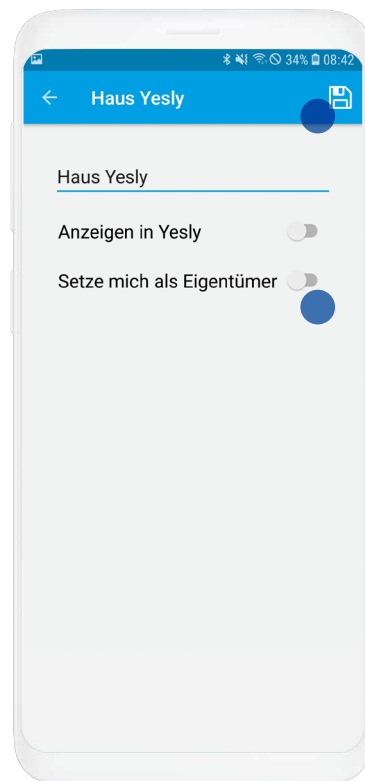 34% 08:42
Haus Yesly
Haus Yesly
Anzeigen in Yesly
Setze mich als Eigentümer